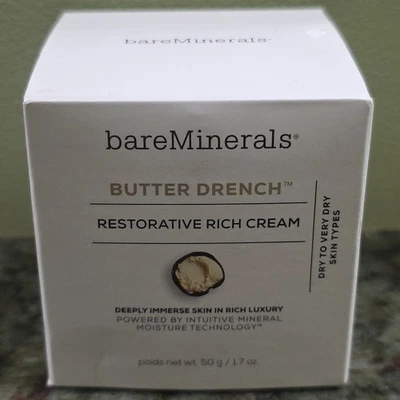 bareMinerals
bareMinerals®
BUTTER DRENCH™
RESTORATIVE RICH CREAM
DRY TO VERY DRY
SKIN TYPES
DEEPLY IMMERSE SKIN IN RICH LUXURY
POWERED BY INTUITIVE MINERAL
MOISTURE TECHNOLOGY™
poids net wt. 50 g / 1.7 oz.